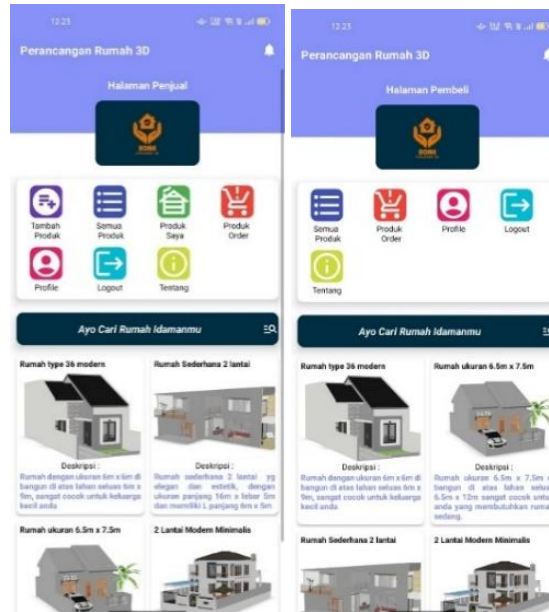 12.23
Perancangan Rumah 3D
Halaman Penjual
HOME
Tambah Produk
Semua Produk
Produk Saya
Produk Order
Profile
Logout
Tentang
Ayo Cari Rumah Idamanmu
Rumah type 36 modern
Deskripsi :
Rumah dengan ukuran 6m x 6m di
bangun di atas lahan seluas 6m x
9m, sangat cocok untuk keluarga
kecil anda
Rumah Sederhana 2 lantai
Deskripsi :
Rumah sederhana 2 lantai yg
elegan dan estetik, dengan
ukuran panjang 16m x lebar 5m
dan memiliki L panjang 6m x 5m
Rumah ukuran 6.5m x 7.5m
2 Lantai Modern Minimalis
12.23
Perancangan Rumah 3D
Halaman Pembeli
HOME
Semua Produk
Produk Order
Profile
Logout
Tentang
Ayo Cari Rumah Idamanmu
Rumah type 36 modern
Deskripsi :
Rumah dengan ukuran 6m x 6m di
bangun di atas lahan seluas 6m x
9m, sangat cocok untuk keluarga
kecil anda
Rumah ukuran 6.5m x 7.5m
Deskripsi :
Rumah ukuran 6.5m x 7.5m
bangun di atas lahan selua
6.5m x 12m sangat cocok untu
anda yang membutuhkan ruma
sedang.
Rumah Sederhana 2 lantai
2 Lantai Modern Minimalis